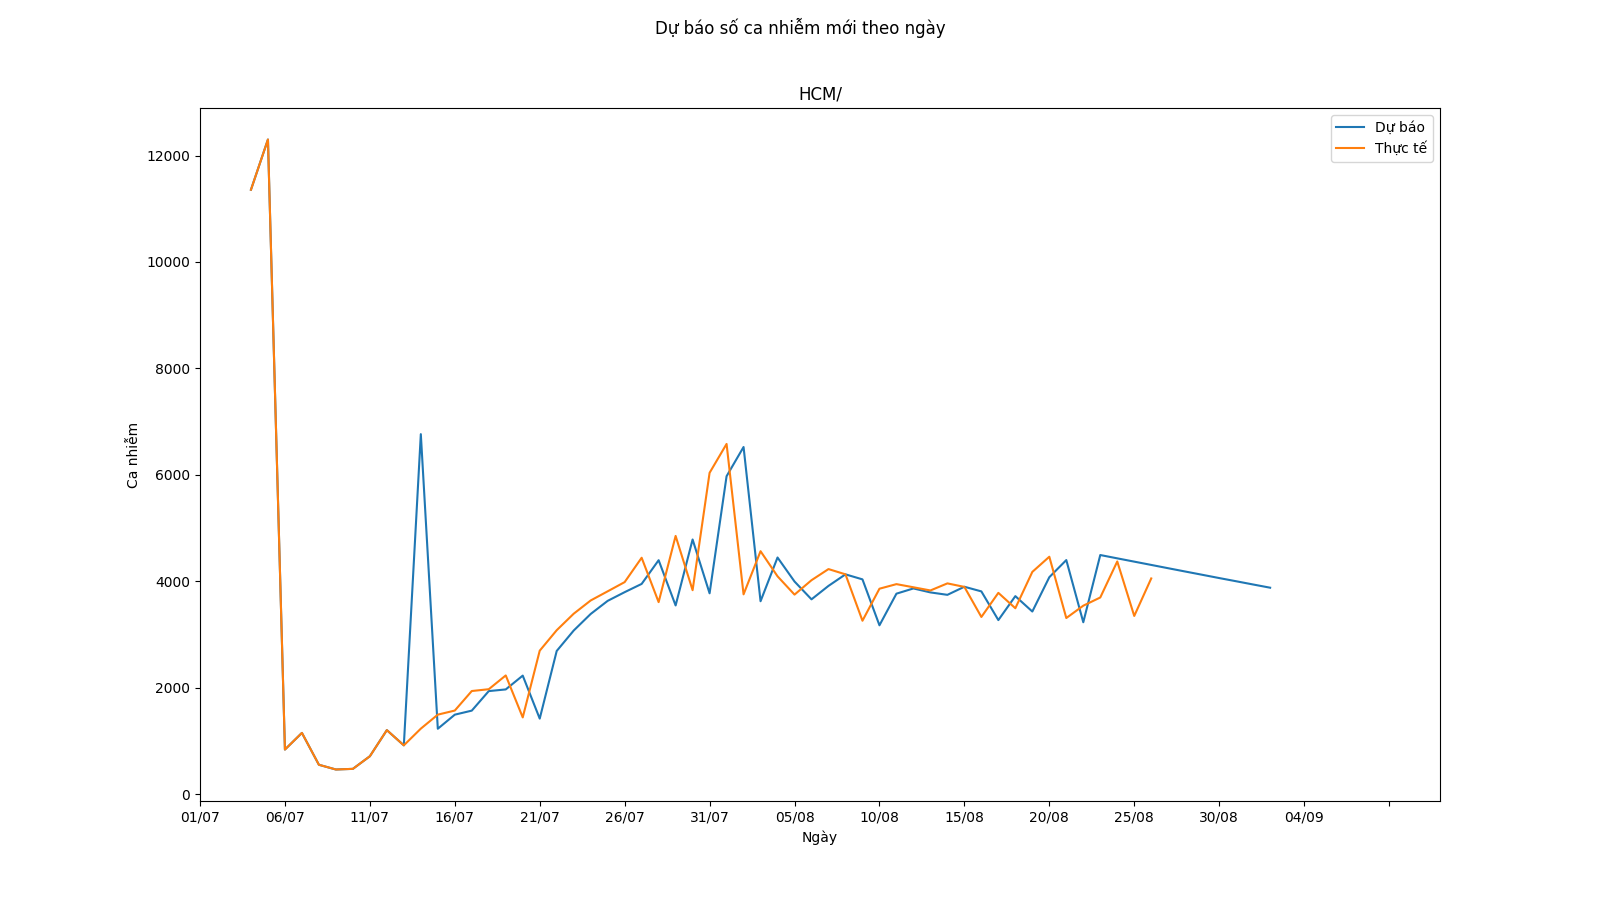 Dự báo số ca nhiễm mới theo ngày
HCM/
Dự báo
Thực tế
12000
10000
8000
6000
4000
2000
0
Ca nhiễm
01/07 06/07 11/07 16/07 21/07 26/07 31/07 05/08 10/08 15/08 20/08 25/08 30/08 04/09
Ngày